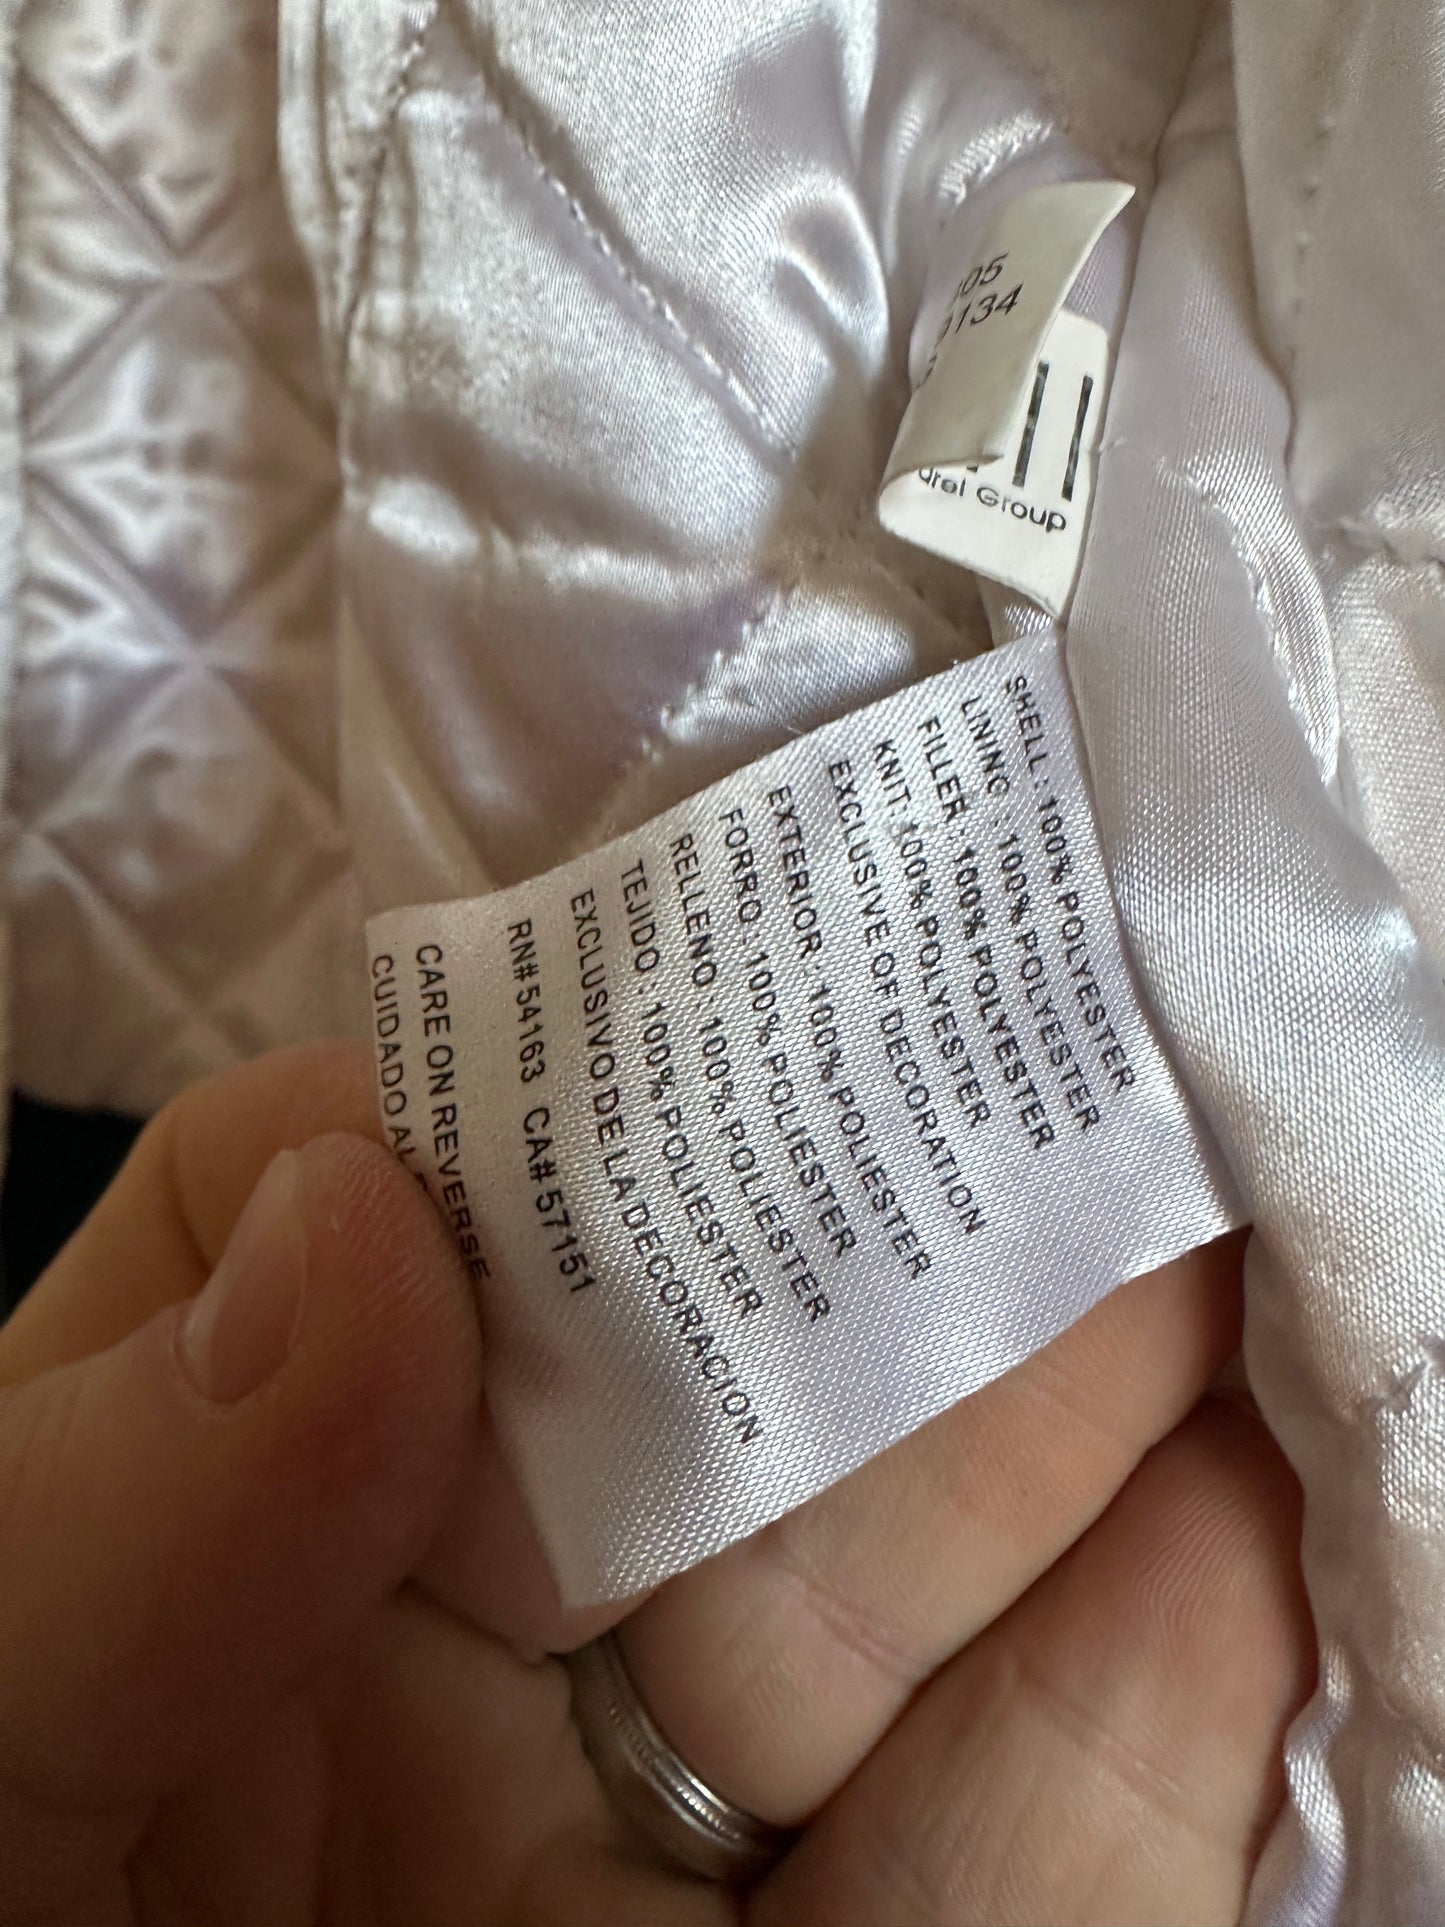 05
134
Group
SHELL : 100% POLYESTER
LINING : 100% POLYESTER
FILLER : 100% POLYESTER
KNIT : 100% POLYESTER
EXCLUSIVE OF DECORATION
EXTERIOR : 100% POLIESTER
FORRO : 100% POLIESTER
RELLENO : 100% POLIESTER
TEJIDO : 100% POLIESTER
EXCLUSIVO DE LA DECORACION
RN# 54163 CA# 57151
CARE ON REVERSE
CUIDADO AL